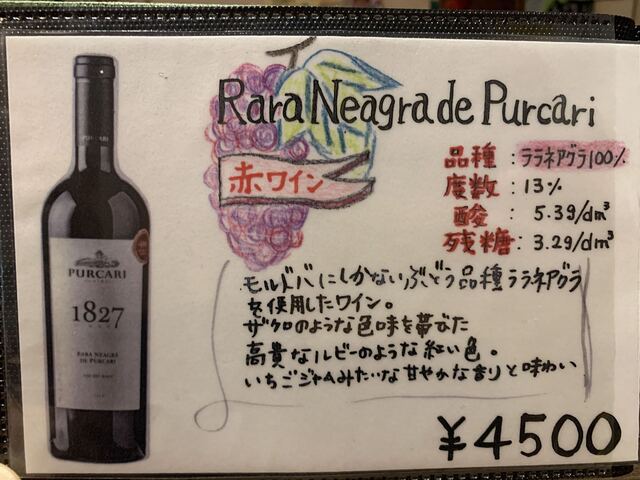 Rara Neagra de Purcari
赤ワイン
品種：ララネアグラ100%
度数：13%
酸：5.3g/dm³
残糖：3.2g/dm³
モルドバにしかないぶどう品種ララネアグラ
を使用したワイン。
ザクロのような色味を帯びた
高貴なルビーのような紅い色。
いちごジャムみたいな甘やかな香りと味わい
¥4500
PURCARI
PURCARI
1827
RARA NEAGRA
DE PURCARI